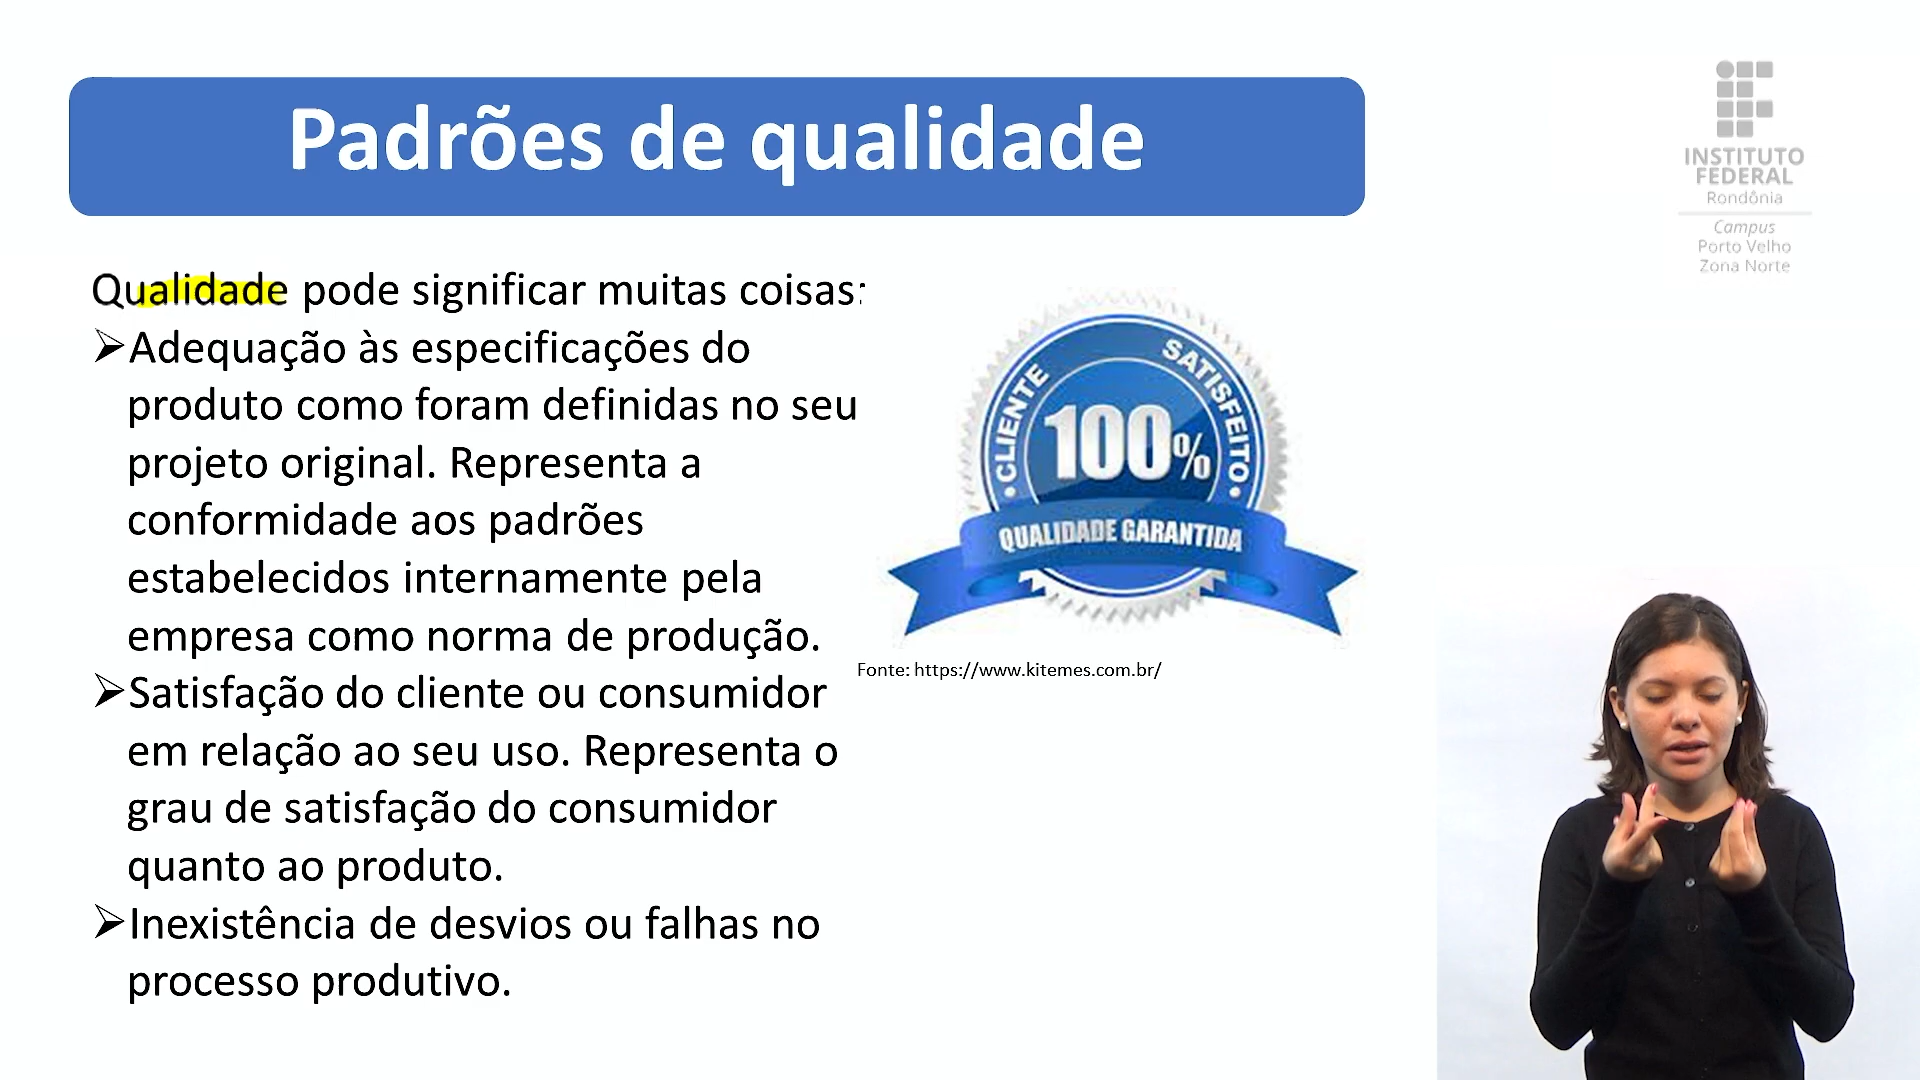 Padrões de qualidade
INSTITUTO
FEDERAL
Rondônia
Campus
Porto Velho
Zona Norte
Qualidade pode significar muitas coisas:
➢Adequação às especificações do
produto como foram definidas no seu
projeto original. Representa a
conformidade aos padrões
estabelecidos internamente pela
empresa como norma de produção.
➢Satisfação do cliente ou consumidor
em relação ao seu uso. Representa o
grau de satisfação do consumidor
quanto ao produto.
➢Inexistência de desvios ou falhas no
processo produtivo.
CLIENTE SATISFEITO
100%
QUALIDADE GARANTIDA
Fonte: https://www.kitemes.com.br/